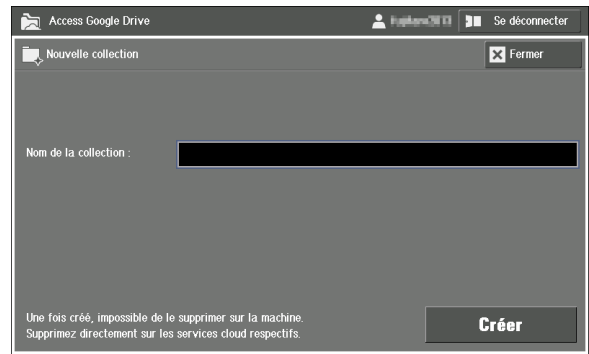 Access Google Drive
Se déconnecter
Nouvelle collection
Fermer
Nom de la collection :
Une fois créé, impossible de le supprimer sur la machine.
Supprimez directement sur les services cloud respectifs.
Créer